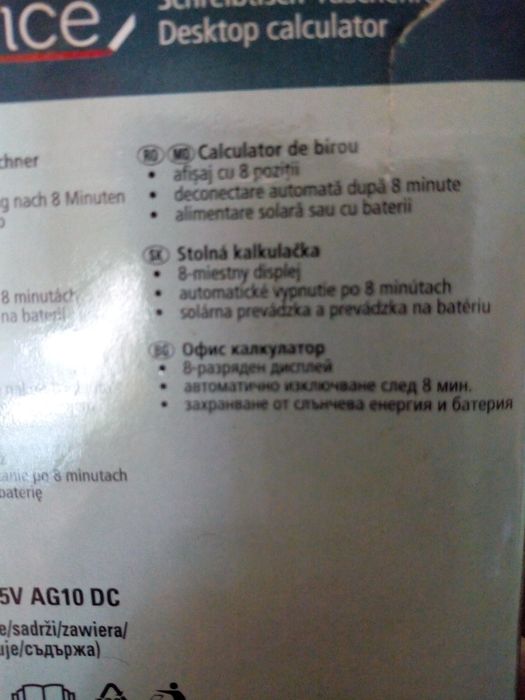 ice
Desktop calculator
chner
g nach 8 Minuten
8 minutách
na baterii
anie po 8 minutach
baterię
RO MD Calculator de birou
• afișaj cu 8 poziții
• deconectare automată după 8 minute
• alimentare solară sau cu baterii
SK Stolná kalkulačka
• 8-miestny displej
• automatické vypnutie po 8 minútach
• solárna prevádzka a prevádzka na batériu
BG Офис калкулатор
• 8-разряден дисплей
• автоматично изключване след 8 мин.
• захранване от слънчева енергия и батерия
5V AG10 DC
e/sadrži/zawiera/
uje/съдържа)